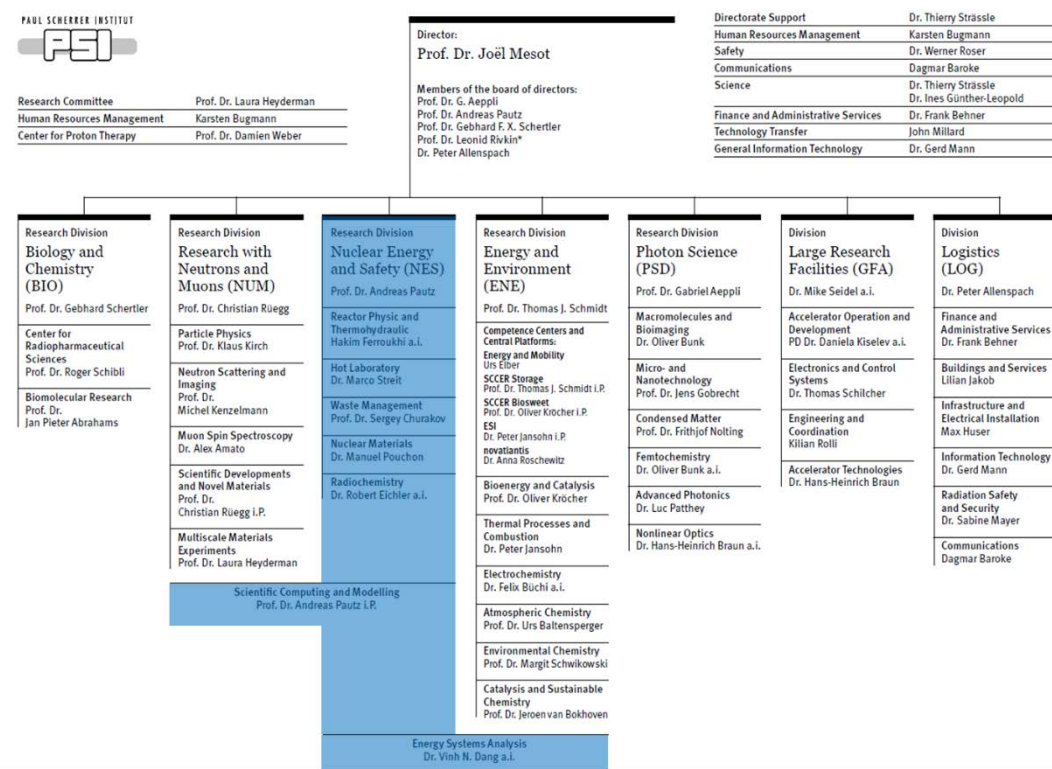 PAUL SCHERRER INSTITUT
PSI
Research Committee Prof. Dr. Laura Heyderman
Human Resources Management Karsten Bugmann
Center for Proton Therapy Prof. Dr. Damien Weber
Director:
Prof. Dr. Joël Mesot
Members of the board of directors:
Prof. Dr. G. Aeppli
Prof. Dr. Andreas Pautz
Prof. Dr. Gebhard F. X. Schertler
Prof. Dr. Leonid Rivkin*
Dr. Peter Allenspach
Directorate Support Dr. Thierry Strässle
Human Resources Management Karsten Bugmann
Safety Dr. Werner Roser
Communications Dagmar Baroke
Science Dr. Thierry Strässle
Dr. Ines Günther-Leopold
Finance and Administrative Services Dr. Frank Behner
Technology Transfer John Millard
General Information Technology Dr. Gerd Mann
Research Division
Biology and
Chemistry
(BIO)
Prof. Dr. Gebhard Schertler
Center for
Radiopharmaceutical
Sciences
Prof. Dr. Roger Schibli
Biomolecular Research
Prof. Dr.
Jan Pieter Abrahams
Research Division
Research with
Neutrons and
Muons (NUM)
Prof. Dr. Christian Rüegg
Particle Physics
Prof. Dr. Klaus Kirch
Neutron Scattering and
Imaging
Prof. Dr.
Michel Kenzelmann
Muon Spin Spectroscopy
Dr. Alex Amato
Scientific Developments
and Novel Materials
Prof. Dr.
Christian Rüegg i.P.
Multiscale Materials
Experiments
Prof. Dr. Laura Heyderman
Research Division
Nuclear Energy
and Safety (NES)
Prof. Dr. Andreas Pautz
Reactor Physic and
Thermohydraulic
Hakim Ferroukhi a.i.
Hot Laboratory
Dr. Marco Streit
Waste Management
Prof. Dr. Sergey Churakov
Nuclear Materials
Dr. Manuel Pouchon
Radiochemistry
Dr. Robert Eichler a.i.
Scientific Computing and Modelling
Prof. Dr. Andreas Pautz i.P.
Research Division
Energy and
Environment
(ENE)
Prof. Dr. Thomas J. Schmidt
Competence Centers and
Central Platforms:
Energy and Mobility
Urs Elber
SCCER Storage
Prof. Dr. Thomas J. Schmidt i.P.
SCCER Biosweet
Prof. Dr. Oliver Kröcher i.P.
ESI
Dr. Peter Jansohn i.P.
novatlantis
Dr. Anna Roschewitz
Bioenergy and Catalysis
Prof. Dr. Oliver Kröcher
Thermal Processes and
Combustion
Dr. Peter Jansohn
Electrochemistry
Dr. Felix Büchi a.i.
Atmospheric Chemistry
Prof. Dr. Urs Baltensperger
Environmental Chemistry
Prof. Dr. Margit Schwikowski
Catalysis and Sustainable
Chemistry
Prof. Dr. Jeroen van Bokhoven
Energy Systems Analysis
Dr. Vinh N. Dang a.i.
Research Division
Photon Science
(PSD)
Prof. Dr. Gabriel Aeppli
Macromolecules and
Bioimaging
Dr. Oliver Bunk
Micro- and
Nanotechnology
Prof. Dr. Jens Gobrecht
Condensed Matter
Prof. Dr. Frithjof Nolting
Femtochemistry
Dr. Oliver Bunk a.i.
Advanced Photonics
Dr. Luc Patthey
Nonlinear Optics
Dr. Hans-Heinrich Braun a.i.
Division
Large Research
Facilities (GFA)
Dr. Mike Seidel a.i.
Accelerator Operation and
Development
PD Dr. Daniela Kiselev a.i.
Electronics and Control
Systems
Dr. Thomas Schilcher
Engineering and
Coordination
Kilian Rolli
Accelerator Technologies
Dr. Hans-Heinrich Braun
Division
Logistics
(LOG)
Dr. Peter Allenspach
Finance and
Administrative Services
Dr. Frank Behner
Buildings and Services
Lilian Jakob
Infrastructure and
Electrical Installation
Max Huser
Information Technology
Dr. Gerd Mann
Radiation Safety
and Security
Dr. Sabine Mayer
Communications
Dagmar Baroke